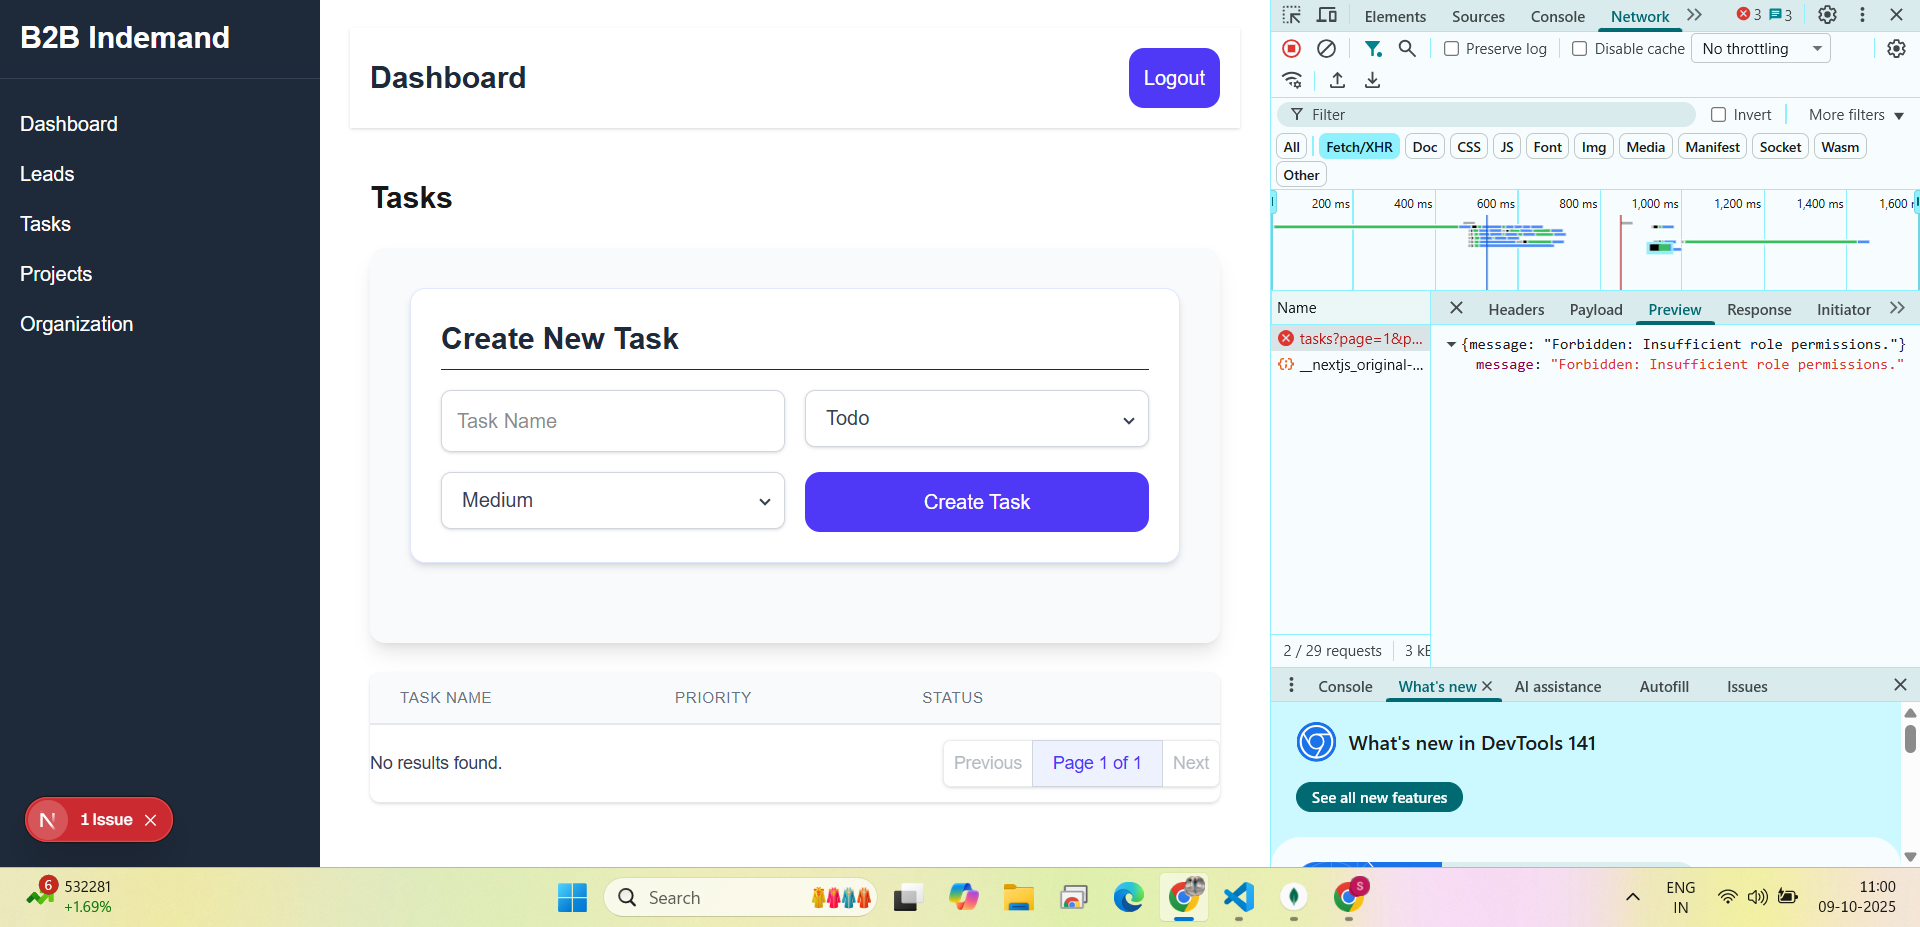 B2B Indemand
Dashboard
Leads
Tasks
Projects
Organization
N 1 Issue
Dashboard
Logout
Tasks
Create New Task
Task Name
Todo
Medium
Create Task
TASK NAME PRIORITY STATUS
No results found.
Previous Page 1 of 1 Next
Elements Sources Console Network 3 3
Preserve log Disable cache No throttling
Filter Invert More filters
All Fetch/XHR Doc CSS JS Font Img Media Manifest Socket Wasm
Other
200 ms 400 ms 600 ms 800 ms 1,000 ms 1,200 ms 1,400 ms 1,600
Name
tasks?page=1&p...
__nextjs_original-...
2 / 29 requests 3 kB
Headers Payload Preview Response Initiator
{message: "Forbidden: Insufficient role permissions."}
message: "Forbidden: Insufficient role permissions."
Console What's new AI assistance Autofill Issues
What's new in DevTools 141
See all new features
6 532281
+1.69%
Search
S
ENG
IN
11:00
09-10-2025